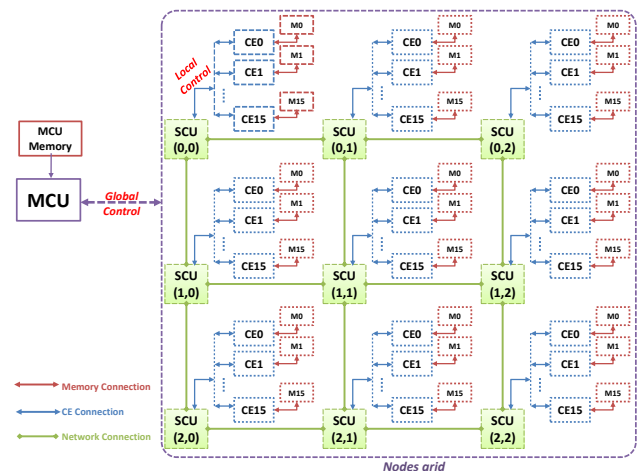 M0
CE0
M1
CE1
⋮
M15
CE15
Local Control
SCU
(0,0)
M0
CE0
M1
CE1
⋮
M15
CE15
SCU
(0,1)
M0
CE0
M1
CE1
⋮
M15
CE15
SCU
(0,2)
MCU
Memory
MCU
Global
Control
M0
CE0
M1
CE1
⋮
M15
CE15
SCU
(1,0)
M0
CE0
M1
CE1
⋮
M15
CE15
SCU
(1,1)
M0
CE0
M1
CE1
⋮
M15
CE15
SCU
(1,2)
M0
CE0
M1
CE1
⋮
M15
CE15
SCU
(2,0)
M0
CE0
M1
CE1
⋮
M15
CE15
SCU
(2,1)
M0
CE0
M1
CE1
⋮
M15
CE15
SCU
(2,2)
Memory Connection
CE Connection
Network Connection
Nodes grid